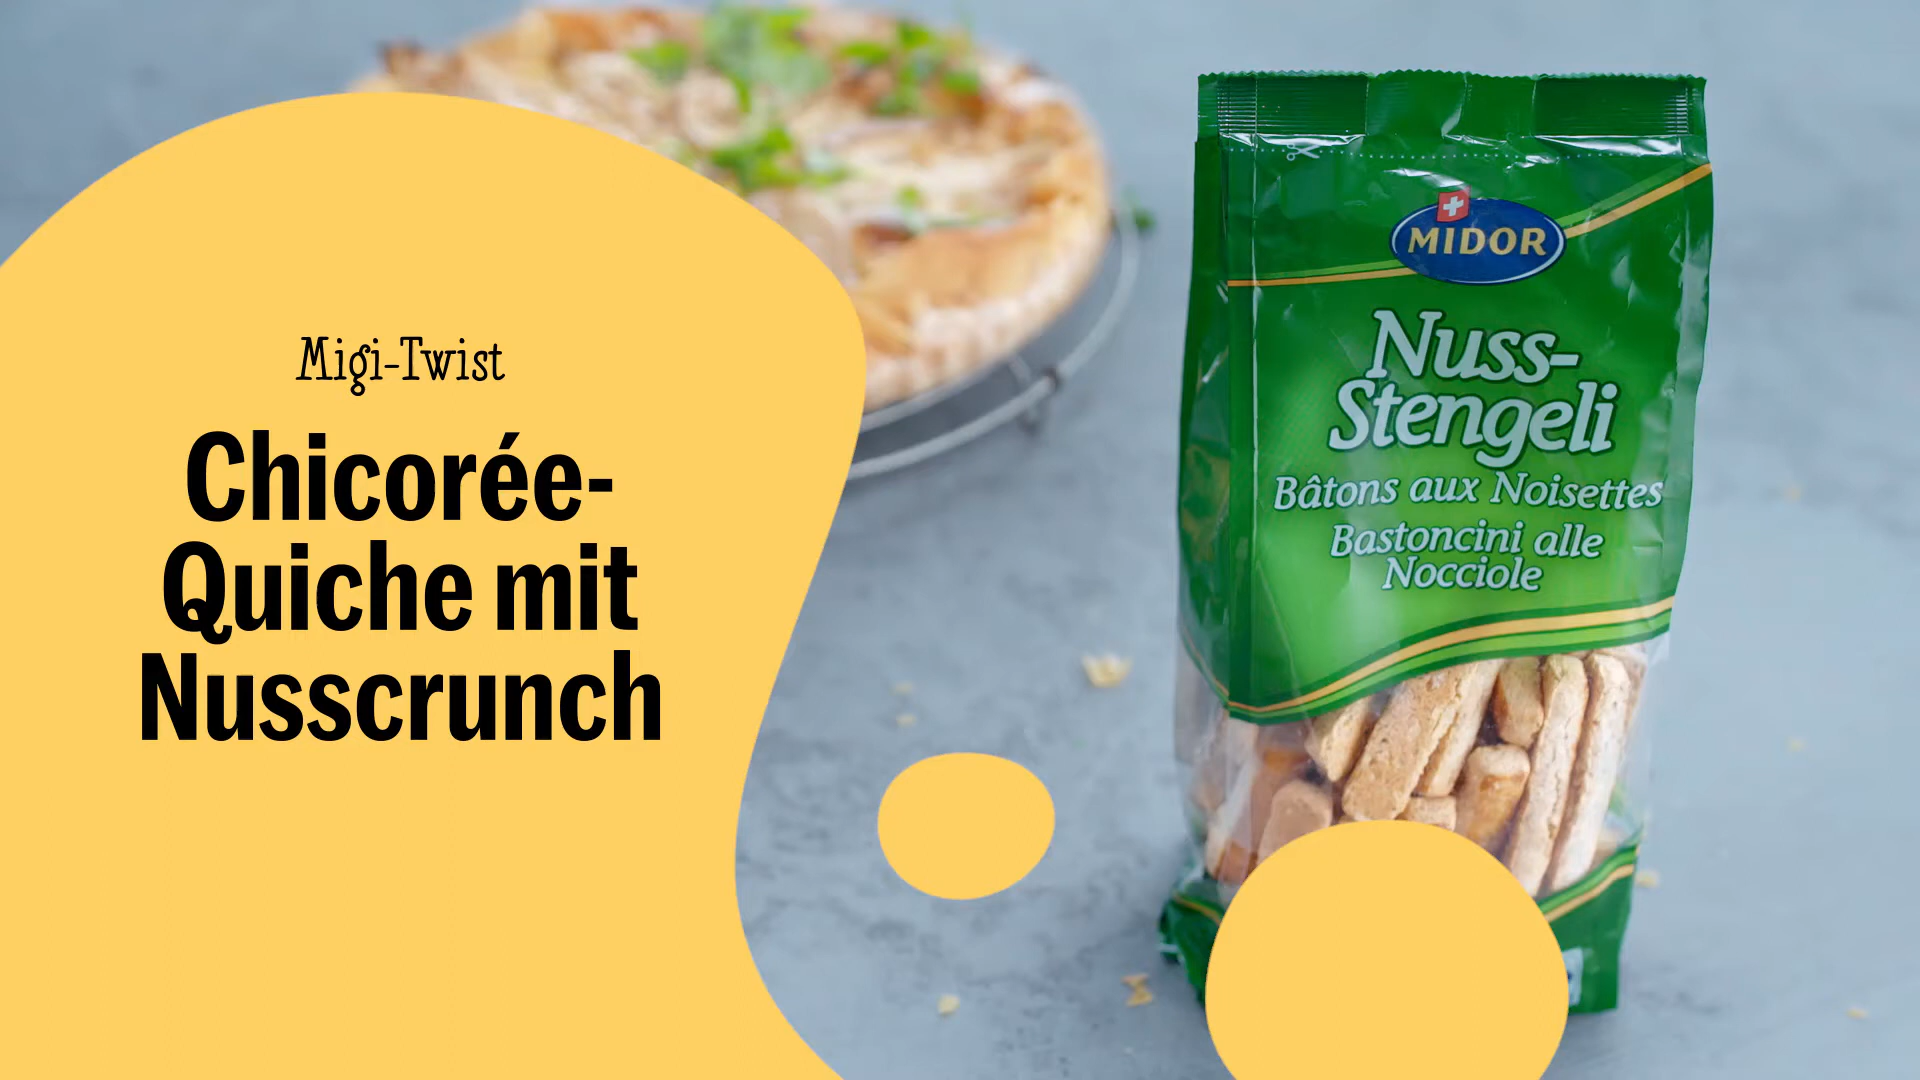 Migi-Twist
Chicorée-
Quiche mit
Nusscrunch
MIDOR
Nuss-
Stengeli
Bâtons aux Noisettes
Bastoncini alle
Nocciole